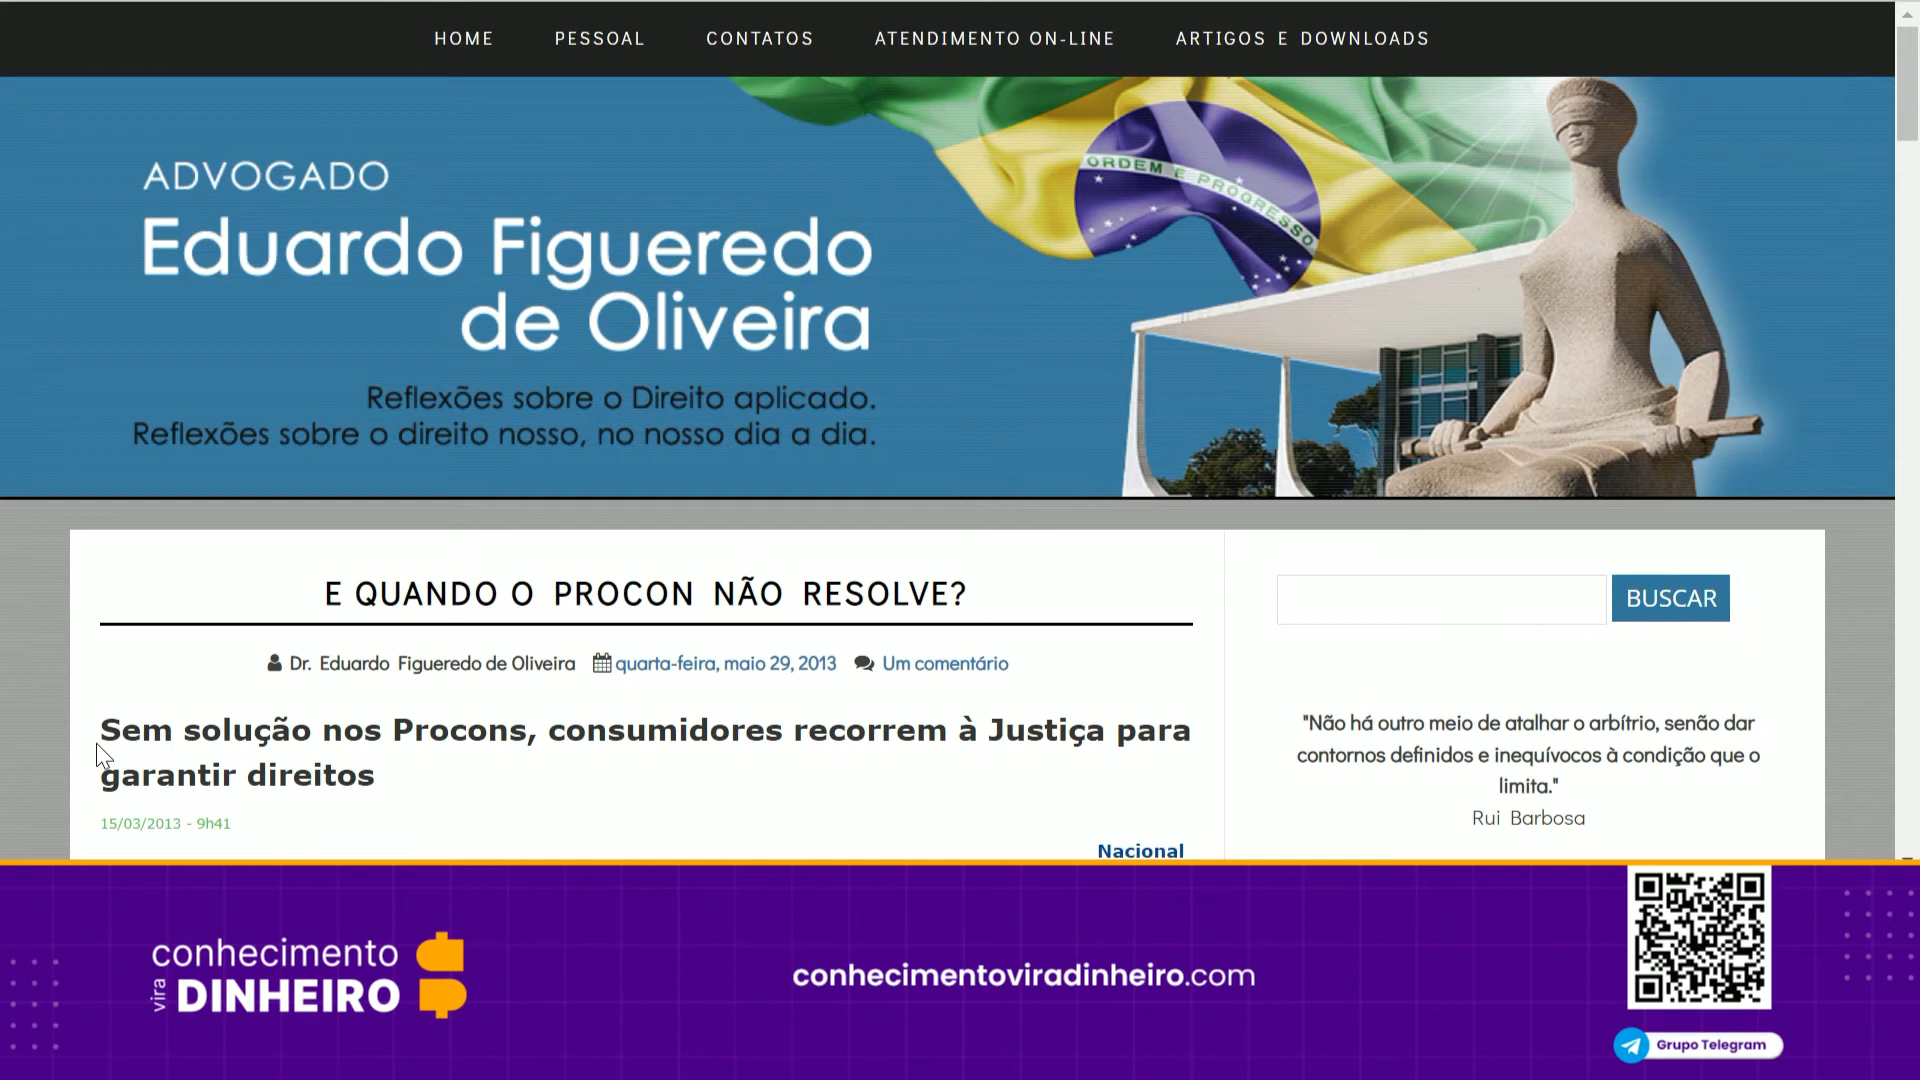 HOME PESSOAL CONTATOS ATENDIMENTO ON-LINE ARTIGOS E DOWNLOADS
ORDEM E PROGRESSO
ADVOGADO
Eduardo Figueredo
de Oliveira
Reflexões sobre o Direito aplicado.
Reflexões sobre o direito nosso, no nosso dia a dia.
E QUANDO O PROCON NÃO RESOLVE?
Dr. Eduardo Figueredo de Oliveira quarta-feira, maio 29, 2013 Um comentário
Sem solução nos Procons, consumidores recorrem à Justiça para
garantir direitos
15/03/2013 - 9h41
Nacional
BUSCAR
"Não há outro meio de atalhar o arbítrio, senão dar
contornos definidos e inequívocos à condição que o
limita."
Rui Barbosa
conhecimento
vira DINHEIRO
conhecimentoviradinheiro.com
Grupo Telegram